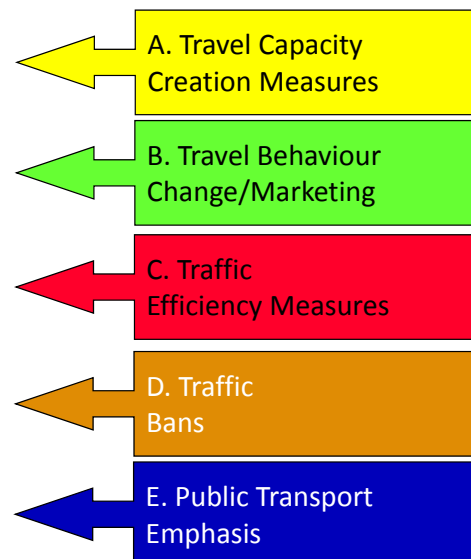 A. Travel Capacity
Creation Measures
B. Travel Behaviour
Change/Marketing
C. Traffic
Efficiency Measures
D. Traffic
Bans
E. Public Transport
Emphasis